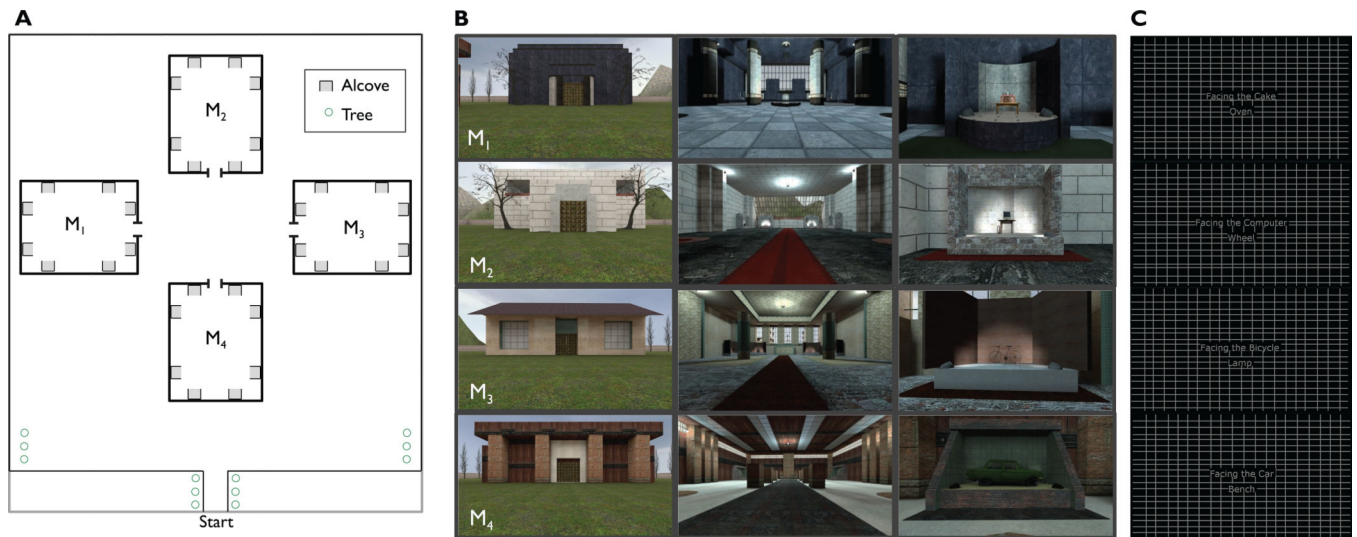 A
B
C
M2
Alcove
Tree
M1
M3
M4
Start
M1
M2
M3
M4
Facing the Cake
Oven
Facing the Computer
Wheel
Facing the Bicycle
Lamp
Facing the Car
Bench